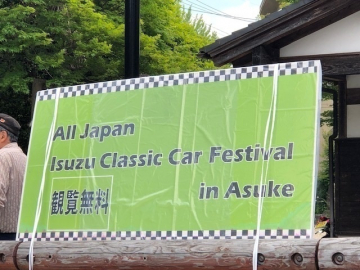 All Japan
Isuzu Classic Car Festival
観覧無料 in Asuke